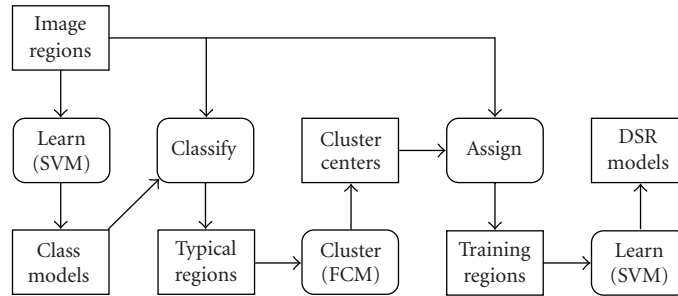 Image
regions
Learn
(SVM)
Classify
Cluster
centers
Assign
DSR
models
Class
models
Typical
regions
Cluster
(FCM)
Training
regions
Learn
(SVM)